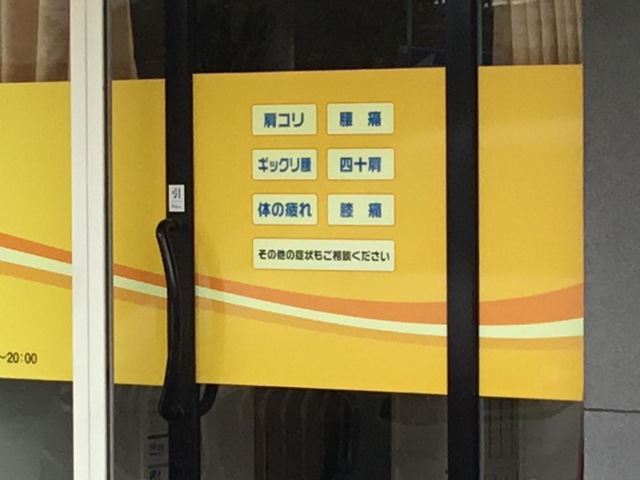 肩コリ 腰痛
ギックリ腰 四十肩
体の疲れ 膝痛
その他の症状もご相談ください
引
～20:00